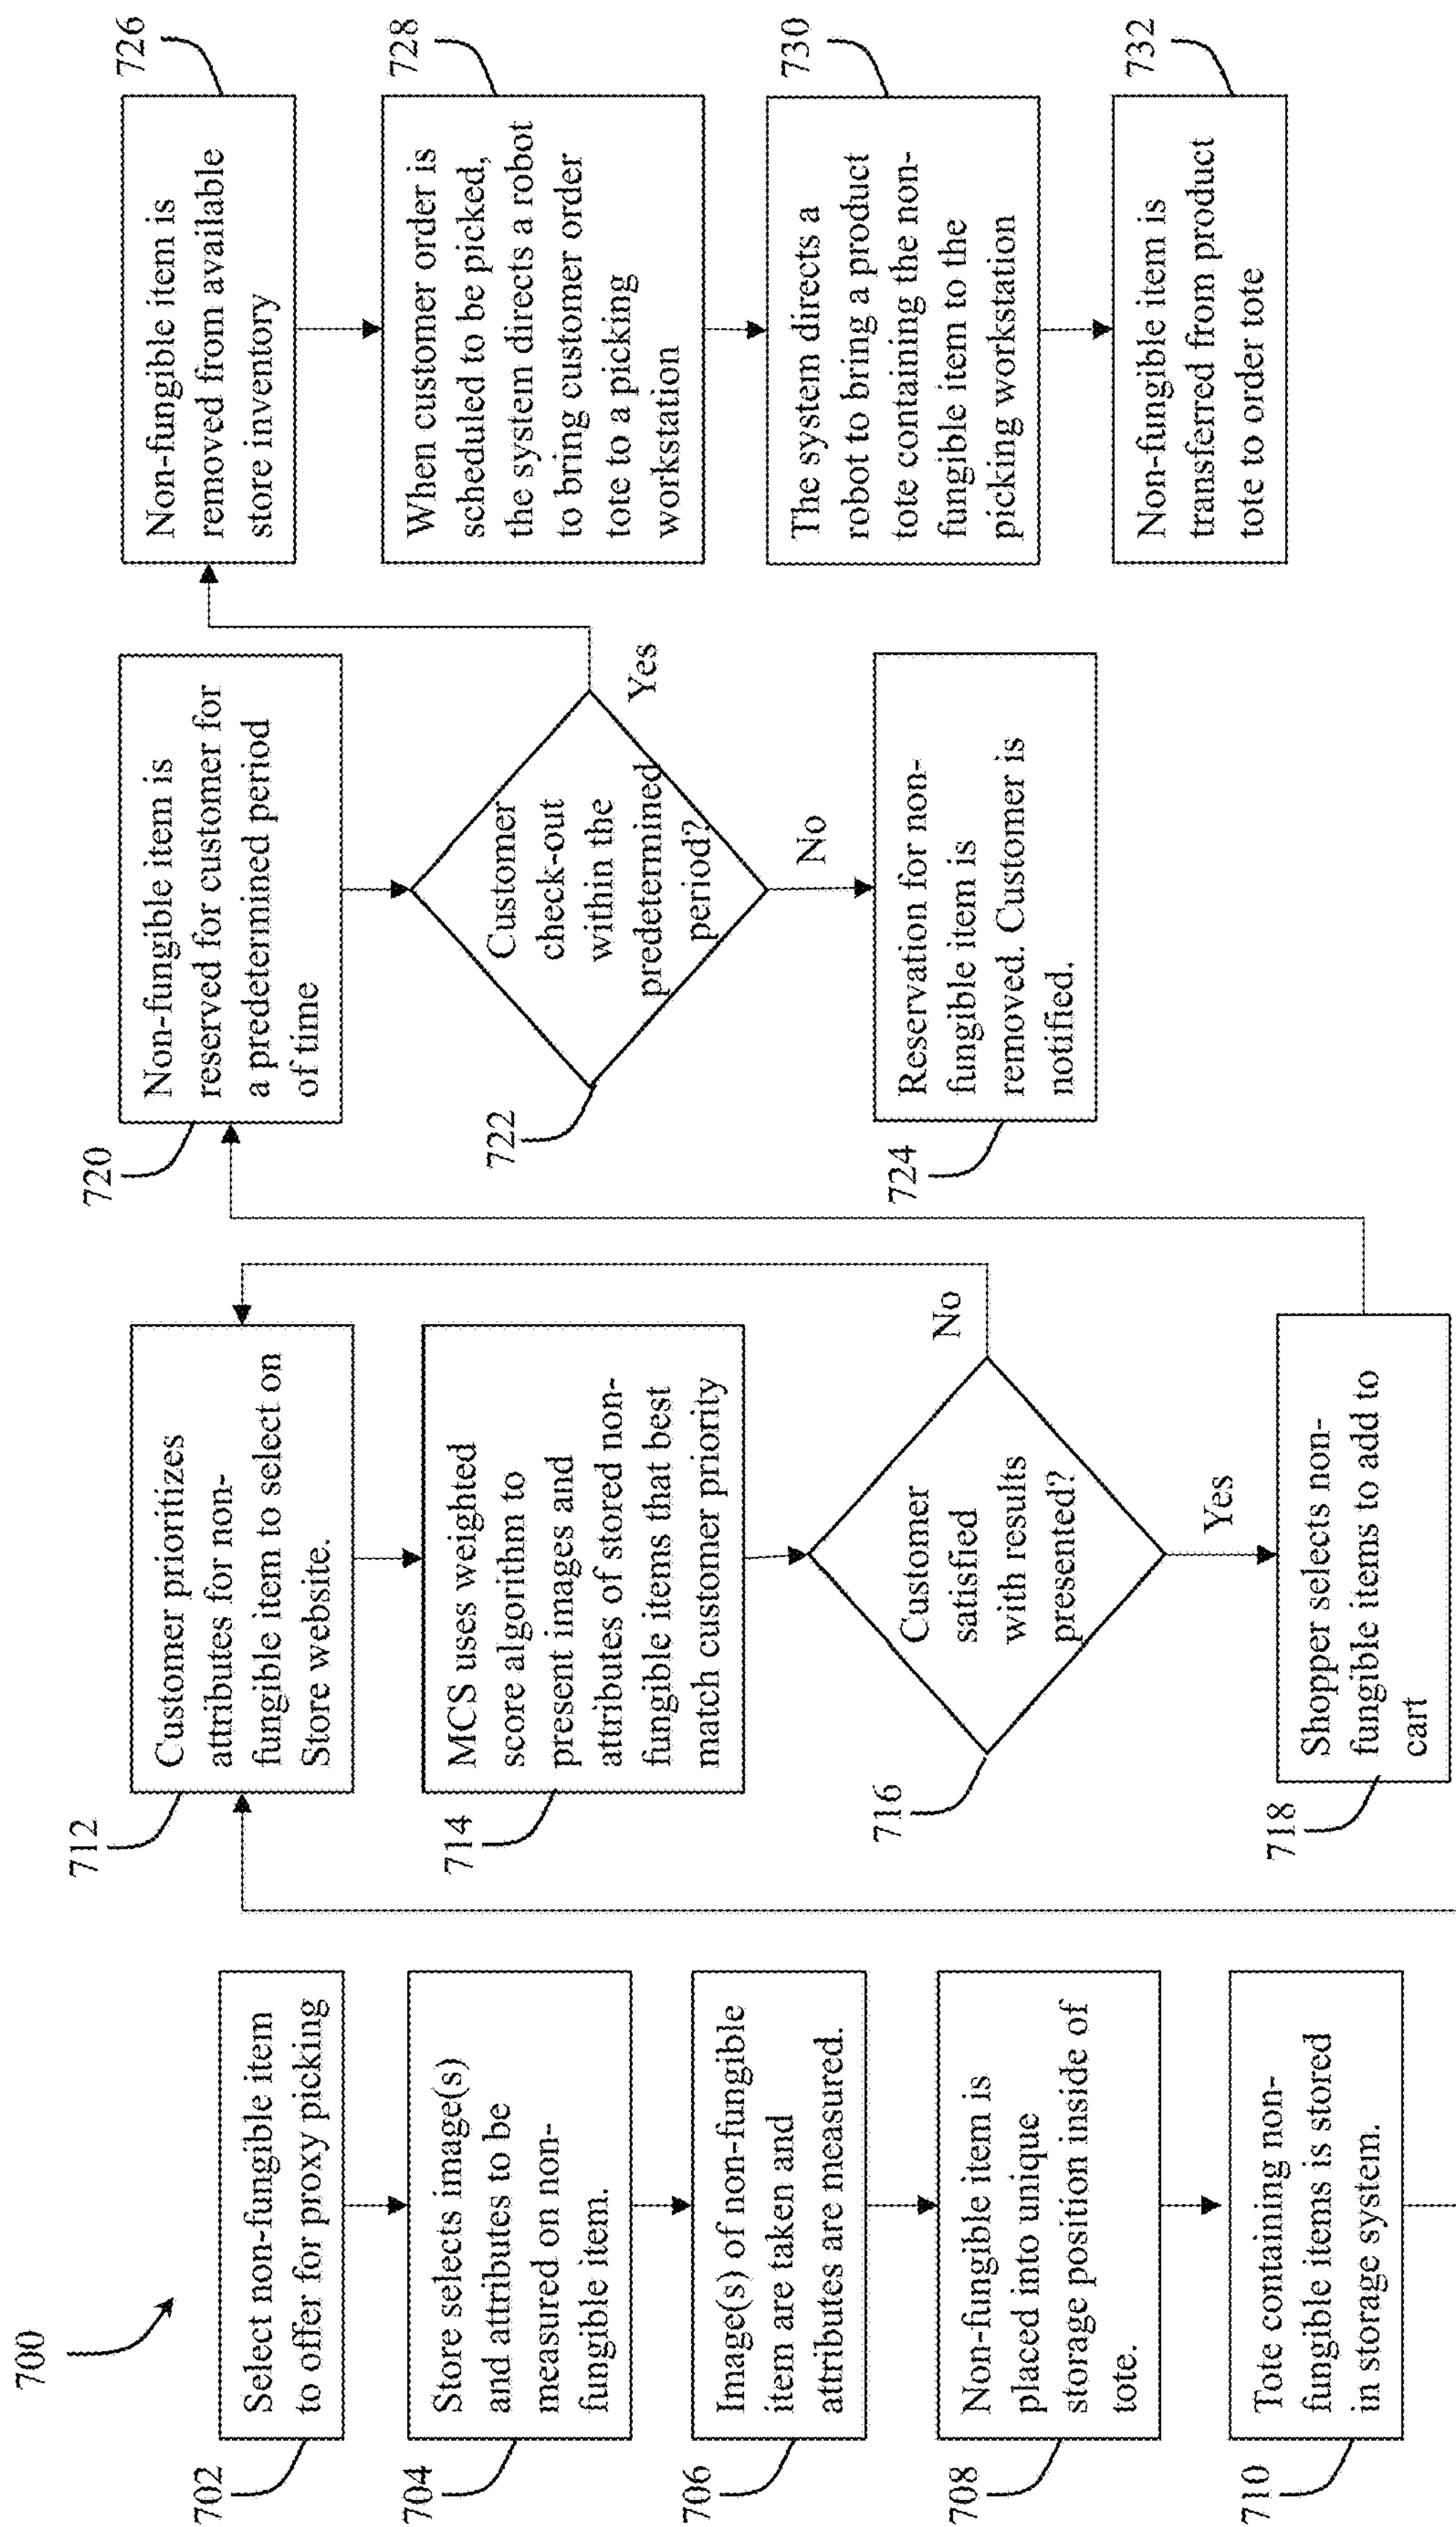 700
702
Select non-fungible item
to offer for proxy picking
704
Store selects image(s)
and attributes to be
measured on non-
fungible item.
706
Image(s) of non-fungible
item are taken and
attributes are measured.
708
Non-fungible item is
placed into unique
storage position inside of
tote.
710
Tote containing non-
fungible items is stored
in storage system.
712
Customer prioritizes
attributes for non-
fungible item to select on
Store website.
714
MCS uses weighted
score algorithm to
present images and
attributes of stored non-
fungible items that best
match customer priority
716
Customer
satisfied
with results
presented?
No
Yes
718
Shopper selects non-
fungible items to add to
cart
720
Non-fungible item is
reserved for customer for
a predetermined period
of time
722
Customer
check-out
within the
predetermined
period?
Yes
No
724
Reservation for non-
fungible item is
removed. Customer is
notified.
726
Non-fungible item is
removed from available
store inventory
728
When customer order is
scheduled to be picked,
the system directs a robot
to bring customer order
tote to a picking
workstation
730
The system directs a
robot to bring a product
tote containing the non-
fungible item to the
picking workstation
732
Non-fungible item is
transferred from product
tote to order tote